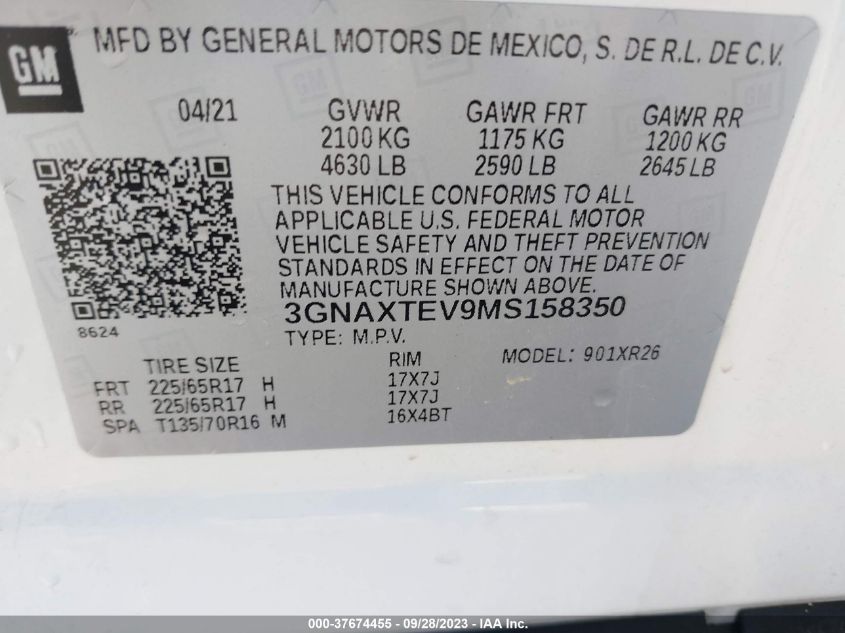 GM
MFD BY GENERAL MOTORS DE MEXICO, S. DE R.L. DE C.V.
04/21 GVWR GAWR FRT GAWR RR
2100 KG 1175 KG 1200 KG
4630 LB 2590 LB 2645 LB
THIS VEHICLE CONFORMS TO ALL
APPLICABLE U.S. FEDERAL MOTOR
VEHICLE SAFETY AND THEFT PREVENTION
STANDARDS IN EFFECT ON THE DATE OF
MANUFACTURE SHOWN ABOVE.
3GNAXTEV9MS158350
8624
TYPE: M.P.V.
TIRE SIZE RIM MODEL: 901XR26
FRT 225/65R17 H 17X7J
RR 225/65R17 H 17X7J
SPA T135/70R16 M 16X4BT
000-37674455 - 09/28/2023 - IAA Inc.